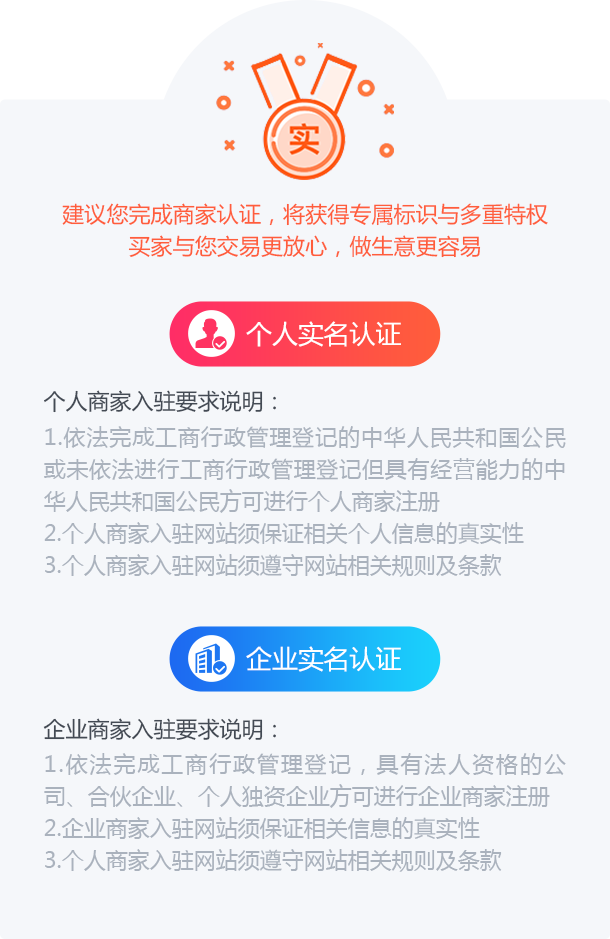 实
建议您完成商家认证，将获得专属标识与多重特权
买家与您交易更放心，做生意更容易
个人实名认证
个人商家入驻要求说明：
1.依法完成工商行政管理登记的中华人民共和国公民
或未依法进行工商行政管理登记但具有经营能力的中
华人民共和国公民方可进行个人商家注册
2.个人商家入驻网站须保证相关个人信息的真实性
3.个人商家入驻网站须遵守网站相关规则及条款
企业实名认证
企业商家入驻要求说明：
1.依法完成工商行政管理登记，具有法人资格的公
司、合伙企业、个人独资企业方可进行企业商家注册
2.企业商家入驻网站须保证相关信息的真实性
3.个人商家入驻网站须遵守网站相关规则及条款